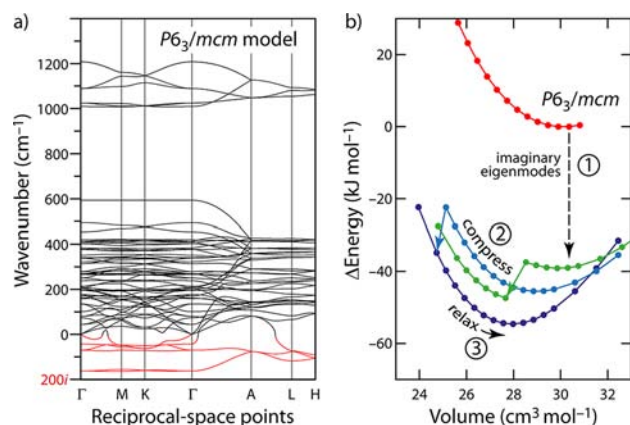 a)
P6₃/mcm model
Wavenumber (cm⁻¹)
1200
1000
800
600
400
200
0
200i
Γ M K Γ A L H
Reciprocal-space points
b)
ΔEnergy (kJ mol⁻¹)
20
0
−20
−40
−60
P6₃/mcm
imaginary
eigenmodes
1
2
compress
relax
3
24 26 28 30 32
Volume (cm³ mol⁻¹)